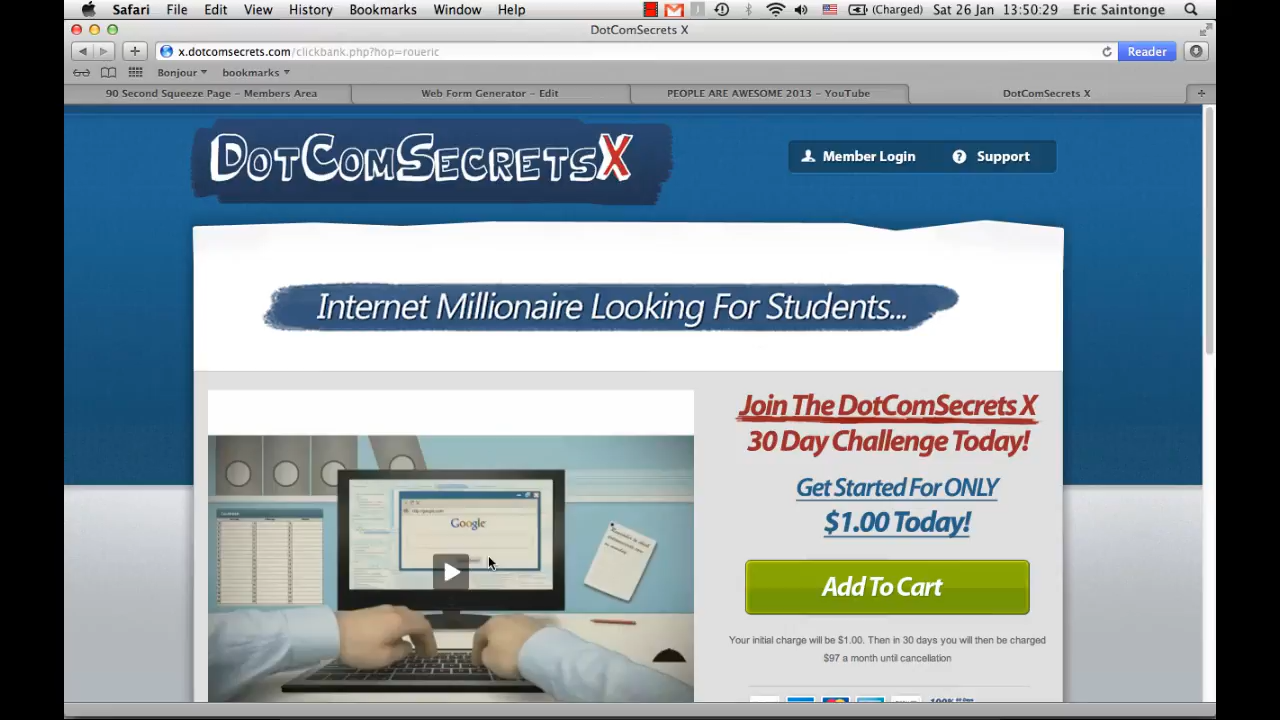 Safari File Edit View History Bookmarks Window Help (Charged) Sat 26 Jan 13:50:29 Eric Saintonge
DotComSecrets X
x.dotcomsecrets.com/clickbank.php?hop=roueric Reader
Bonjour bookmarks
90 Second Squeeze Page – Members Area Web Form Generator – Edit PEOPLE ARE AWESOME 2013 – YouTube DotComSecrets X
DotComSecretsX
Member Login Support
Internet Millionaire Looking For Students...
Join The DotComSecrets X
30 Day Challenge Today!
Get Started For ONLY
$1.00 Today!
Google
Add To Cart
Your initial charge will be $1.00. Then in 30 days you will then be charged
$97 a month until cancellation